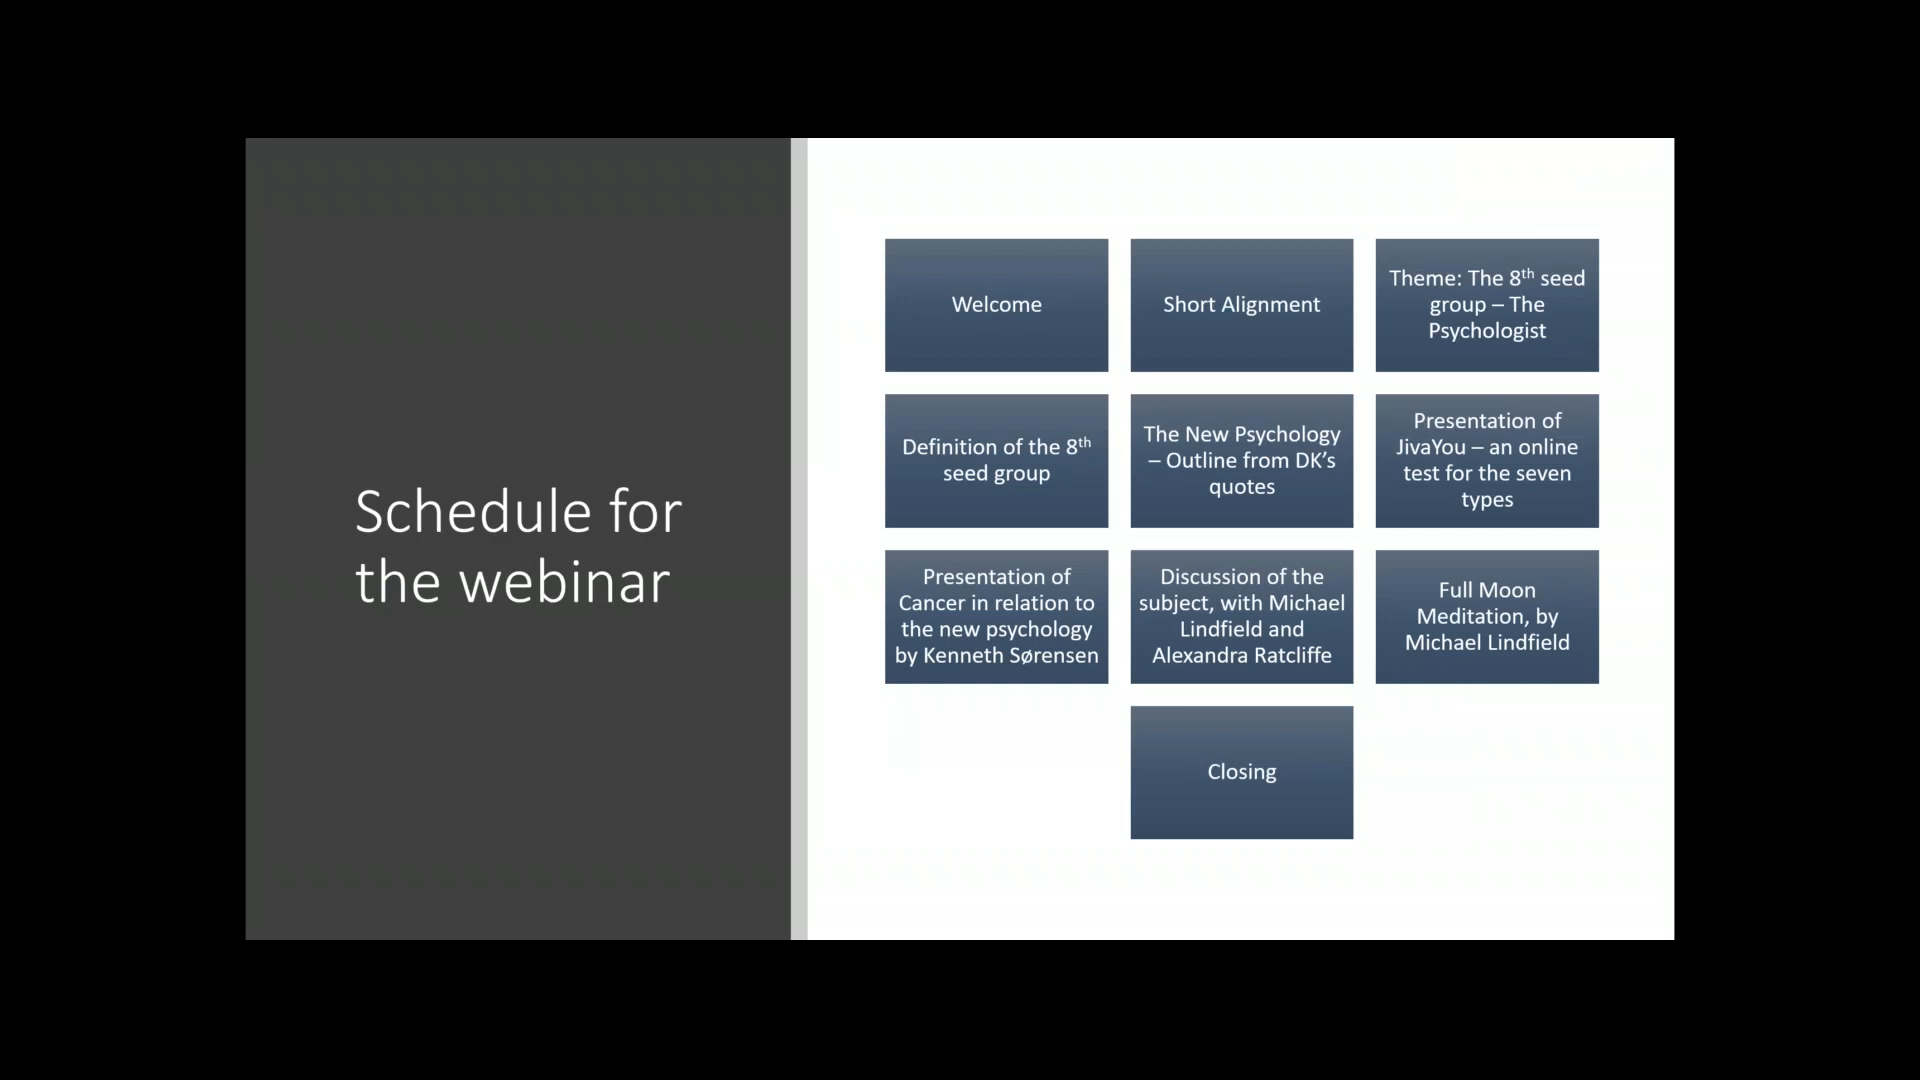 Schedule for
the webinar
Welcome
Short Alignment
Theme: The 8th seed
group – The
Psychologist
Definition of the 8th
seed group
The New Psychology
– Outline from DK’s
quotes
Presentation of
JivaYou – an online
test for the seven
types
Presentation of
Cancer in relation to
the new psychology
by Kenneth Sørensen
Discussion of the
subject, with Michael
Lindfield and
Alexandra Ratcliffe
Full Moon
Meditation, by
Michael Lindfield
Closing